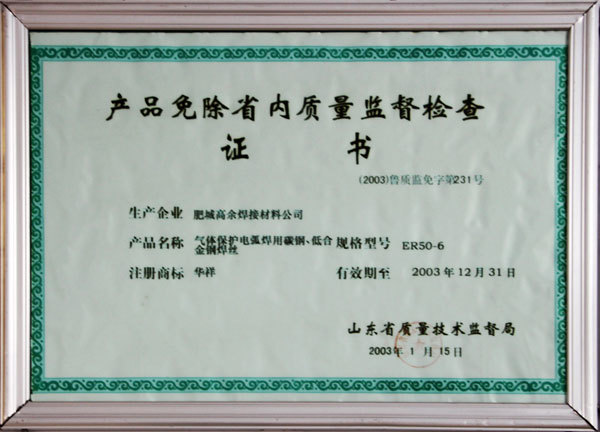 产品免除省内质量监督检查
证书
(2003)鲁质监免字第231号
生产企业 肥城高余焊接材料公司
产品名称 气体保护电弧焊用碳钢、低合金钢焊丝 规格型号 ER50-6
注册商标 华祥 有效期至 2003年12月31日
山东省质量技术监督局
2003年1月15日